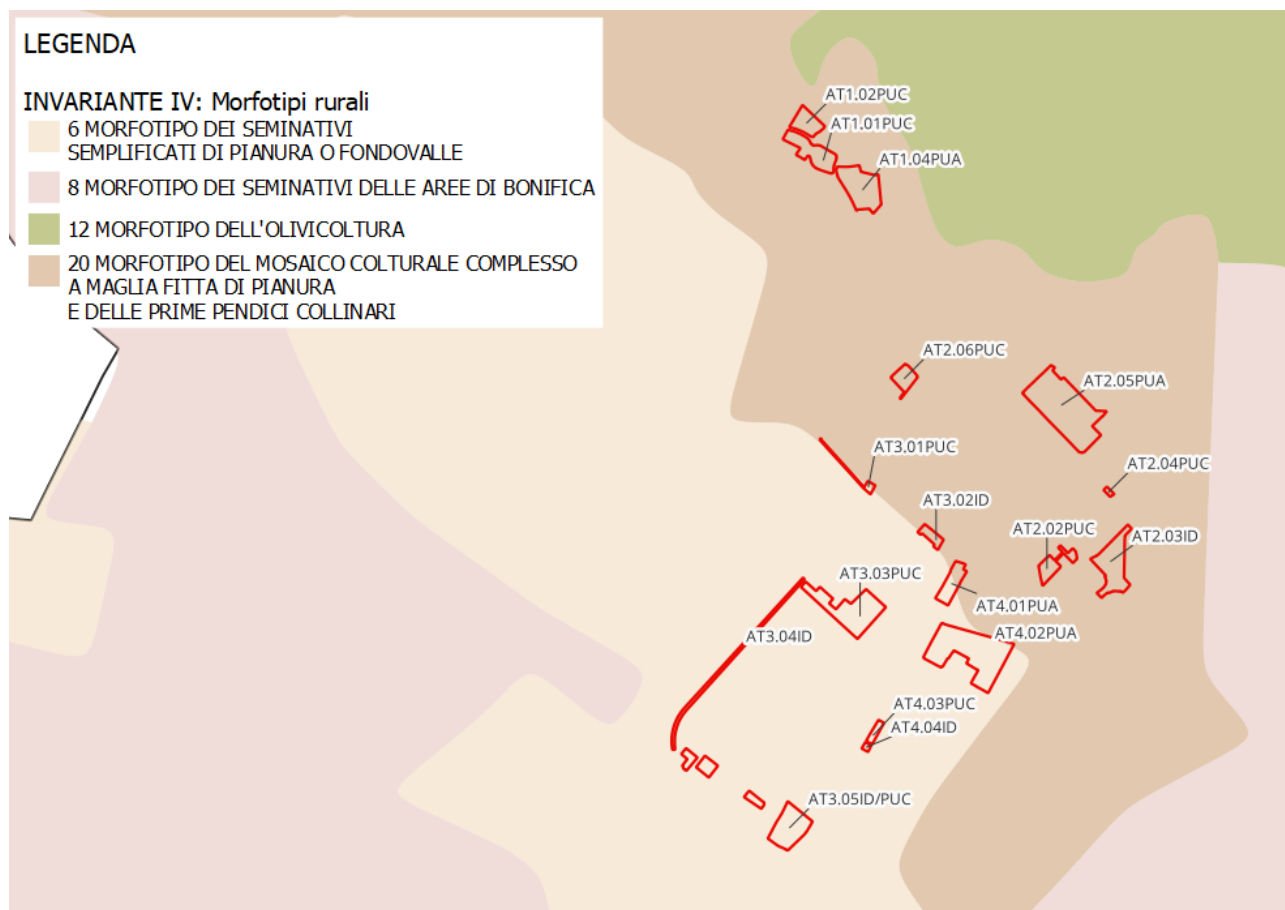 LEGENDA
INVARIANTE IV: Morfotipi rurali
6 MORFOTIPO DEI SEMINATIVI
SEMPLIFICATI DI PIANURA O FONDOVALLE
8 MORFOTIPO DEI SEMINATIVI DELLE AREE DI BONIFICA
12 MORFOTIPO DELL'OLIVICOLTURA
20 MORFOTIPO DEL MOSAICO COLTURALE COMPLESSO
A MAGLIA FITTA DI PIANURA
E DELLE PRIME PENDICI COLLINARI
AT1.02PUC
AT1.01PUC
AT1.04PUA
AT2.06PUC
AT2.05PUA
AT3.01PUC
AT2.04PUC
AT3.02ID
AT2.02PUC
AT2.03ID
AT3.03PUC
AT4.01PUA
AT3.04ID
AT4.02PUA
AT4.03PUC
AT4.04ID
AT3.05ID/PUC